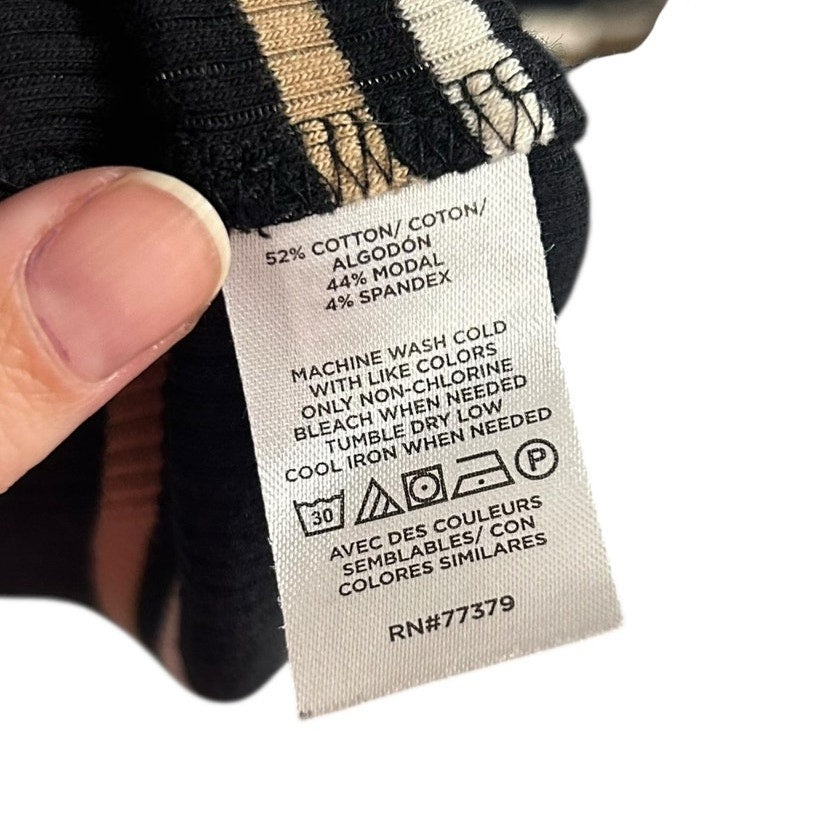 52% COTTON/ COTON/
ALGODÓN
44% MODAL
4% SPANDEX
MACHINE WASH COLD
WITH LIKE COLORS
ONLY NON-CHLORINE
BLEACH WHEN NEEDED
TUMBLE DRY LOW
COOL IRON WHEN NEEDED
30 P
AVEC DES COULEURS
SEMBLABLES/ CON
COLORES SIMILARES
RN#77379